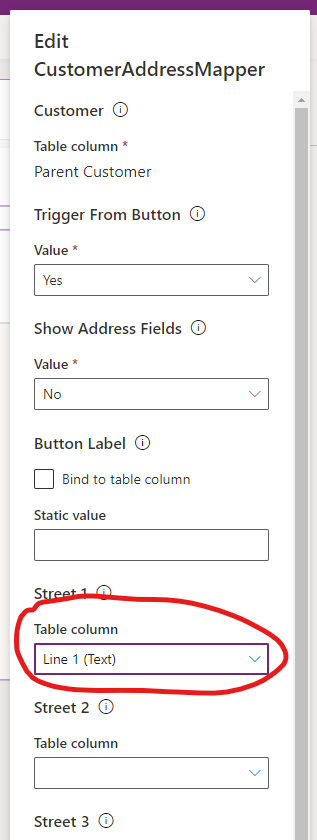 Edit
CustomerAddressMapper
Customer
Table column *
Parent Customer
Trigger From Button
Value *
Yes
Show Address Fields
Value *
No
Button Label
Bind to table column
Static value
Street 1
Table column
Line 1 (Text)
Street 2
Table column
Street 3